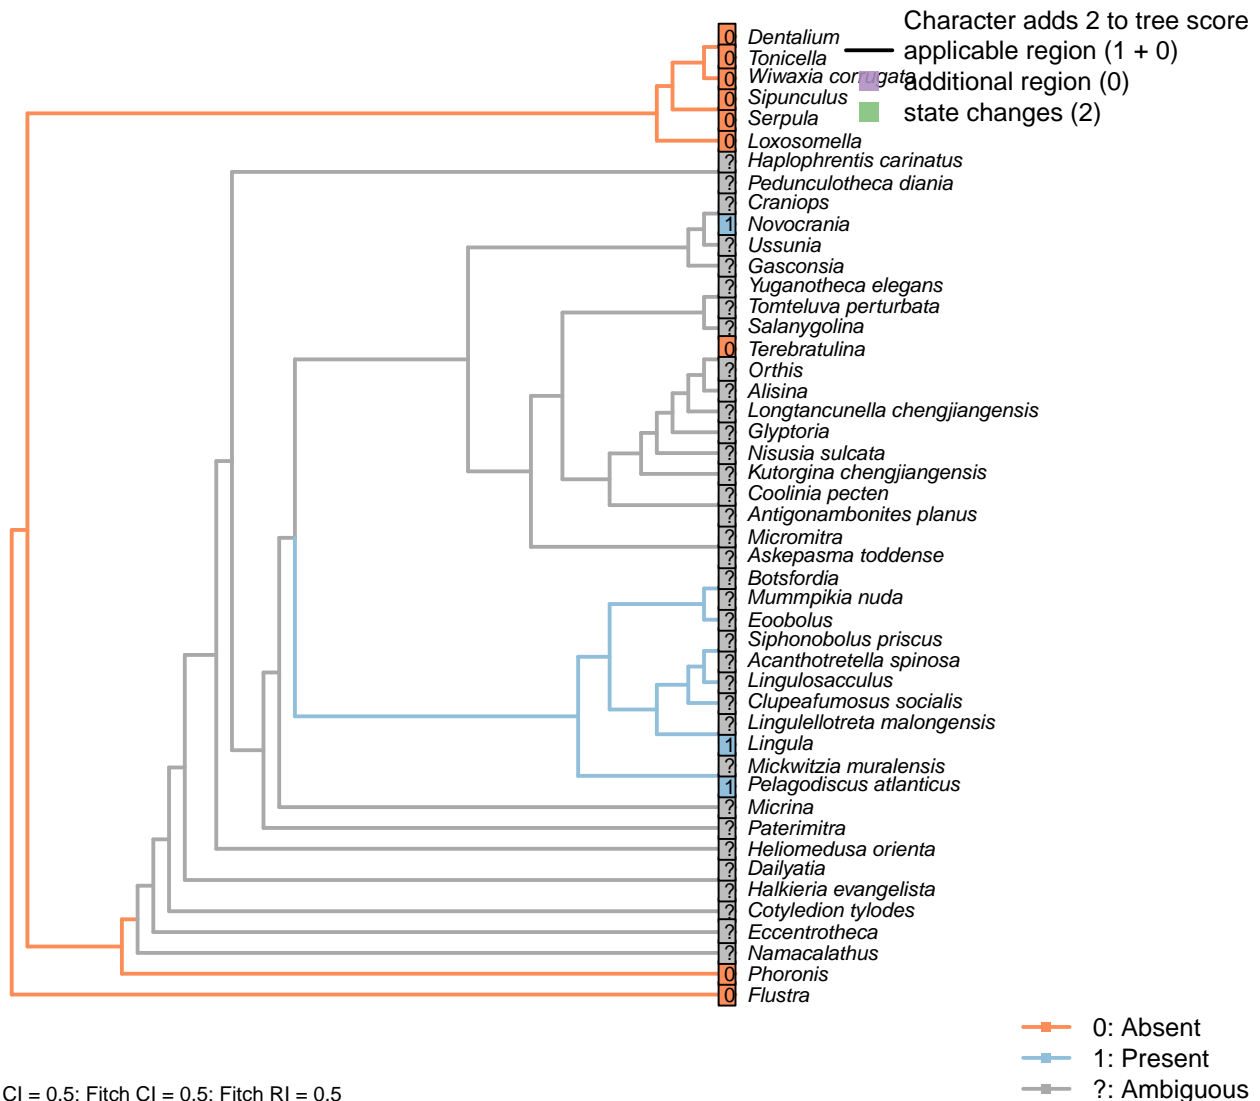 Character adds 2 to tree score
applicable region (1 + 0)
additional region (0)
state changes (2)
0 Dentalium
0 Tonicella
0 Wiwaxia corrugata
0 Sipunculus
0 Serpula
0 Loxosomella
? Haplophrentis carinatus
? Pedunculotheca diania
? Craniops
1 Novocrania
? Ussunia
? Gasconsia
? Yuganotheca elegans
? Tomteluva perturbata
? Salanygolina
0 Terebratulina
? Orthis
? Alisina
? Longtancunella chengjiangensis
? Glyptoria
? Nisusia sulcata
? Kutorgina chengjiangensis
? Coolinia pecten
? Antigonambonites planus
? Micromitra
? Askepasma toddense
? Botsfordia
? Mummpikia nuda
? Eoobolus
? Siphonobolus priscus
? Acanthotretella spinosa
? Lingulosacculus
? Clupeafumosus socialis
? Lingulellotreta malongensis
1 Lingula
? Mickwitzia muralensis
1 Pelagodiscus atlanticus
? Micrina
? Paterimitra
? Heliomedusa orienta
? Dailyatia
? Halkieria evangelista
? Cotyledion tylodes
? Eccentrotheca
? Namacalathus
0 Phoronis
0 Flustra
0: Absent
1: Present
?: Ambiguous
CI = 0.5; Fitch CI = 0.5; Fitch RI = 0.5